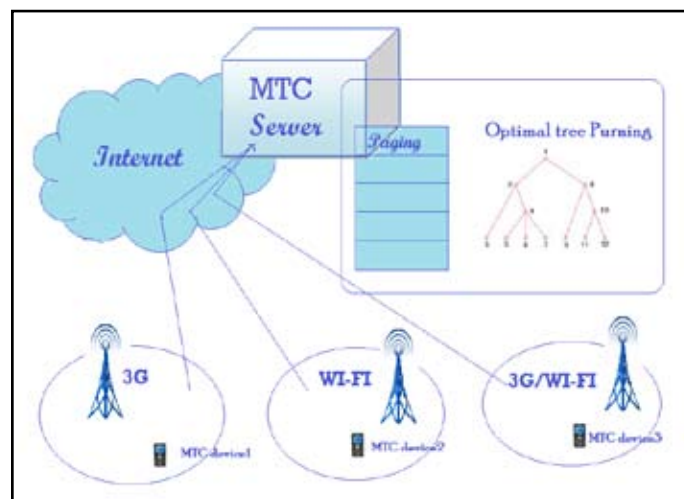 MTC
Server
Internet
Paging
Optimal tree Purning
3G
WI-FI
3G/WI-FI
MTC device1
MTC device2
MTC device3